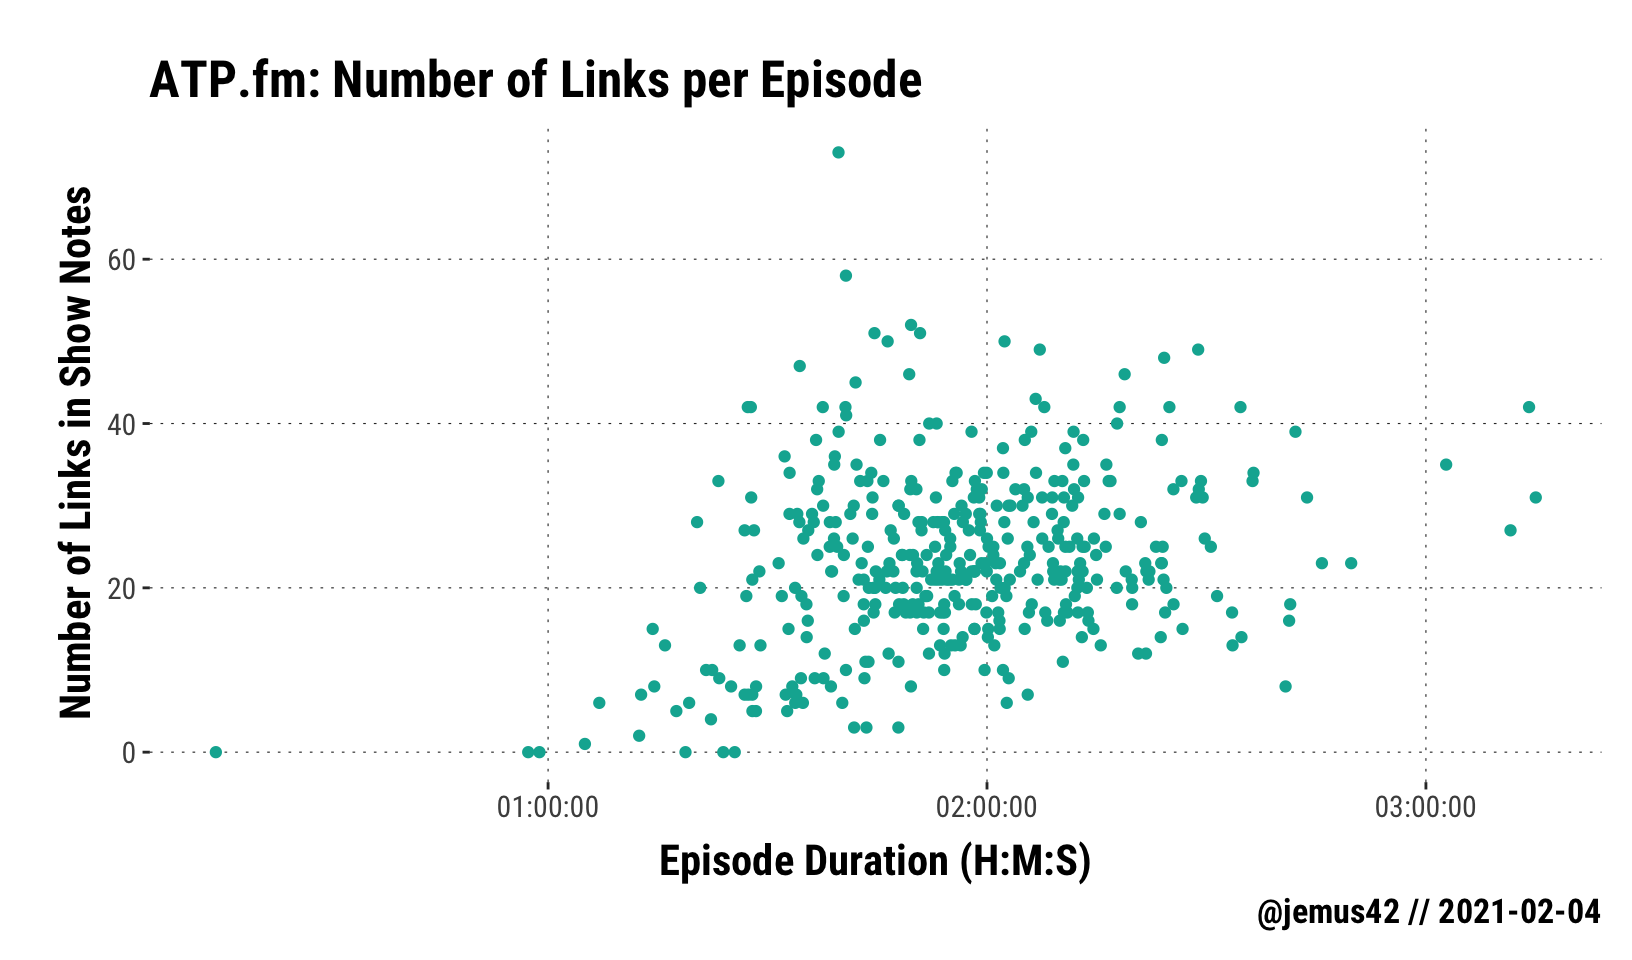 ATP.fm: Number of Links per Episode
Number of Links in Show Notes
60
40
20
0
01:00:00 02:00:00 03:00:00
Episode Duration (H:M:S)
@jemus42 // 2021-02-04